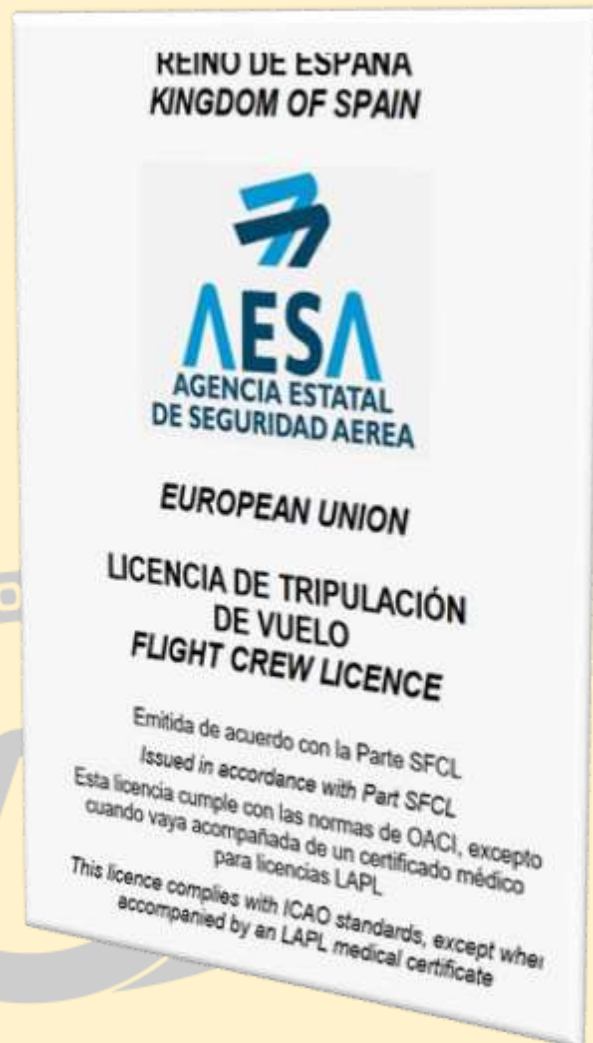 REINO DE ESPAÑA
KINGDOM OF SPAIN
AESA
AGENCIA ESTATAL
DE SEGURIDAD AEREA
EUROPEAN UNION
LICENCIA DE TRIPULACIÓN
DE VUELO
FLIGHT CREW LICENCE
Emitida de acuerdo con la Parte SFCL
Issued in accordance with Part SFCL
Esta licencia cumple con las normas de OACI, excepto
cuando vaya acompañada de un certificado médico
para licencias LAPL
This licence complies with ICAO standards, except when
accompanied by an LAPL medical certificate